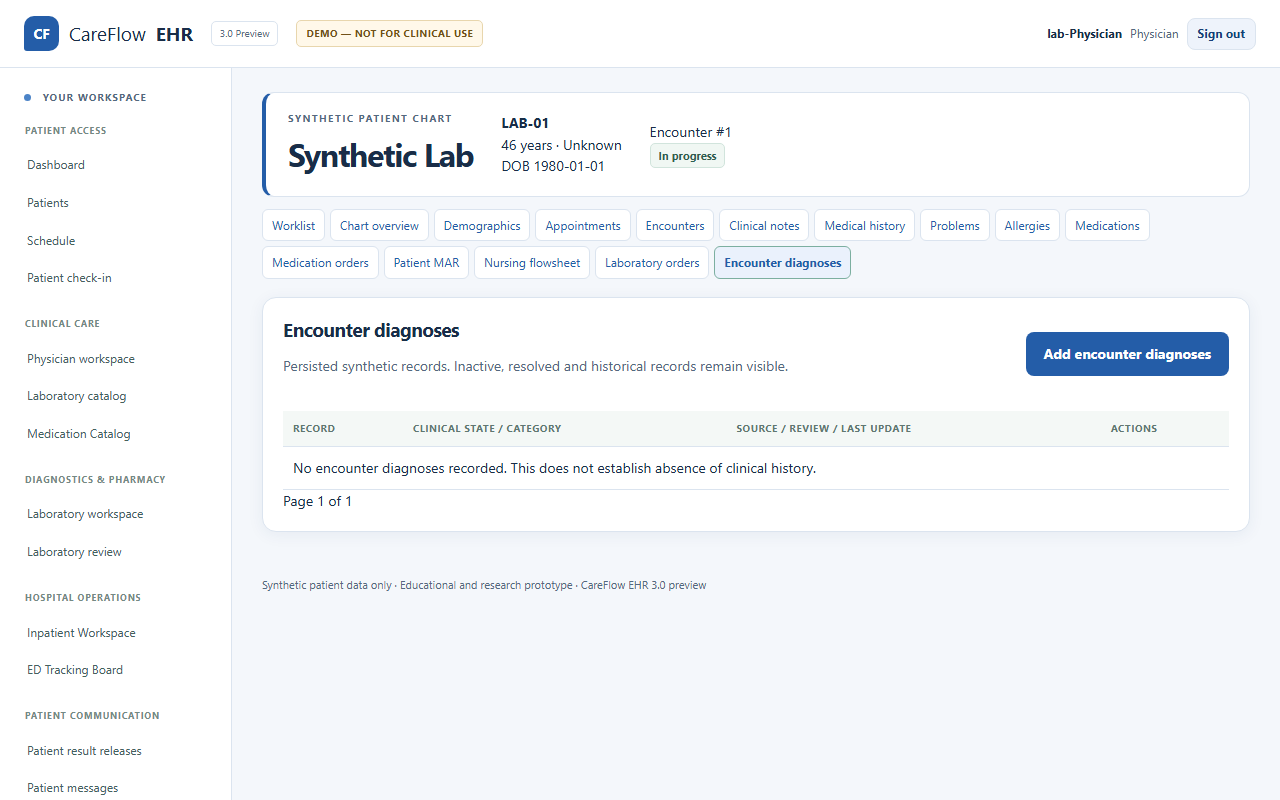 CF CareFlow EHR 3.0 Preview DEMO — NOT FOR CLINICAL USE lab-Physician Physician Sign out
YOUR WORKSPACE
PATIENT ACCESS
Dashboard
Patients
Schedule
Patient check-in
CLINICAL CARE
Physician workspace
Laboratory catalog
Medication Catalog
DIAGNOSTICS & PHARMACY
Laboratory workspace
Laboratory review
HOSPITAL OPERATIONS
Inpatient Workspace
ED Tracking Board
PATIENT COMMUNICATION
Patient result releases
Patient messages
SYNTHETIC PATIENT CHART
Synthetic Lab
LAB-01
46 years · Unknown
DOB 1980-01-01
Encounter #1
In progress
Worklist Chart overview Demographics Appointments Encounters Clinical notes Medical history Problems Allergies Medications
Medication orders Patient MAR Nursing flowsheet Laboratory orders Encounter diagnoses
Encounter diagnoses
Persisted synthetic records. Inactive, resolved and historical records remain visible.
Add encounter diagnoses
RECORD CLINICAL STATE / CATEGORY SOURCE / REVIEW / LAST UPDATE ACTIONS
No encounter diagnoses recorded. This does not establish absence of clinical history.
Page 1 of 1
Synthetic patient data only · Educational and research prototype · CareFlow EHR 3.0 preview